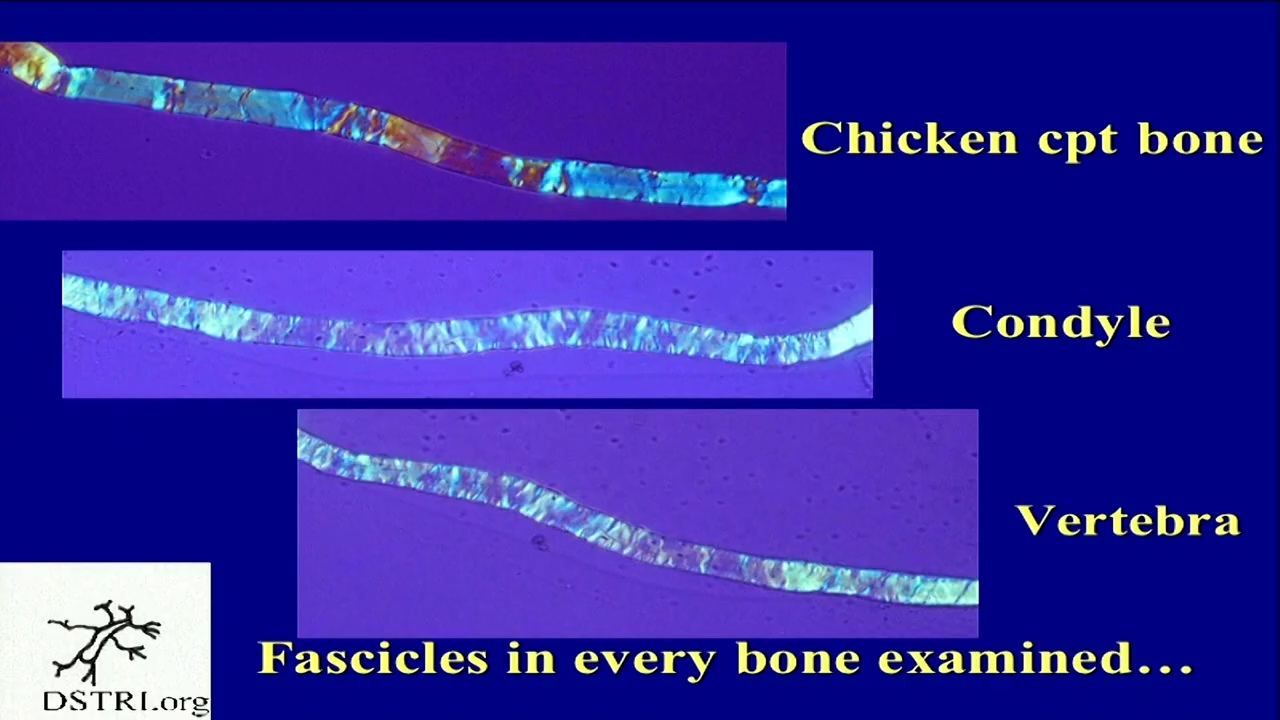 Chicken cpt bone
Condyle
Vertebra
Fascicles in every bone examined...
DSTRI.org